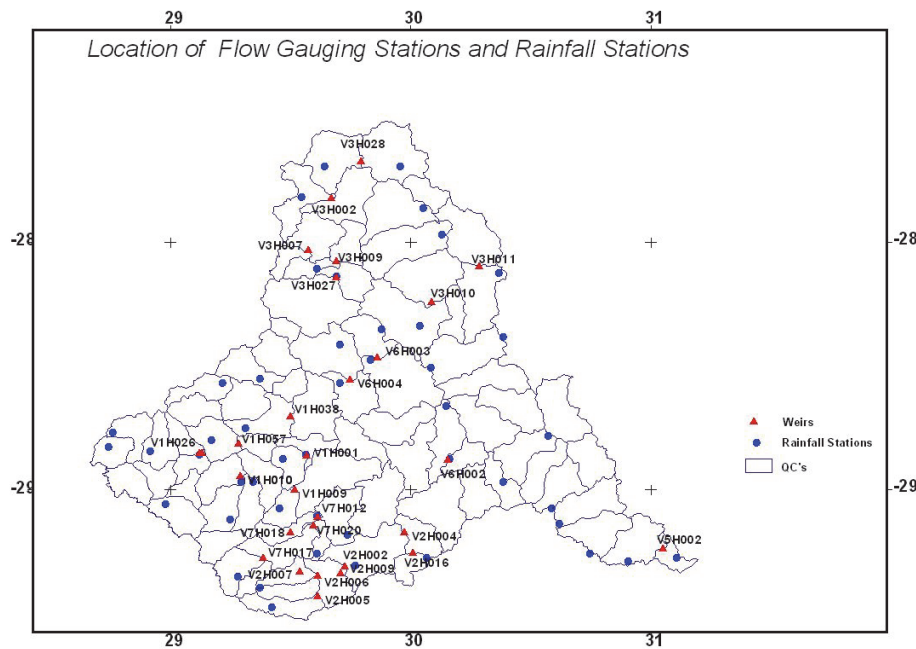 29 30 31
Location of Flow Gauging Stations and Rainfall Stations
V3H028
V3H002
-28 -28
V3H007
V3H009
V3H011
V3H027
V3H010
V6H003
V6H004
V1H038
V1H026 V1H057
Weirs
Rainfall Stations
QC's
V1H001
V6H002
V1H010
-29 -29
V1H009
V7H012
V7H018 V7H020
V2H004
V5H002
V7H017
V2H002
V2H016
V2H009
V2H007
V2H006
V2H005
29 30 31